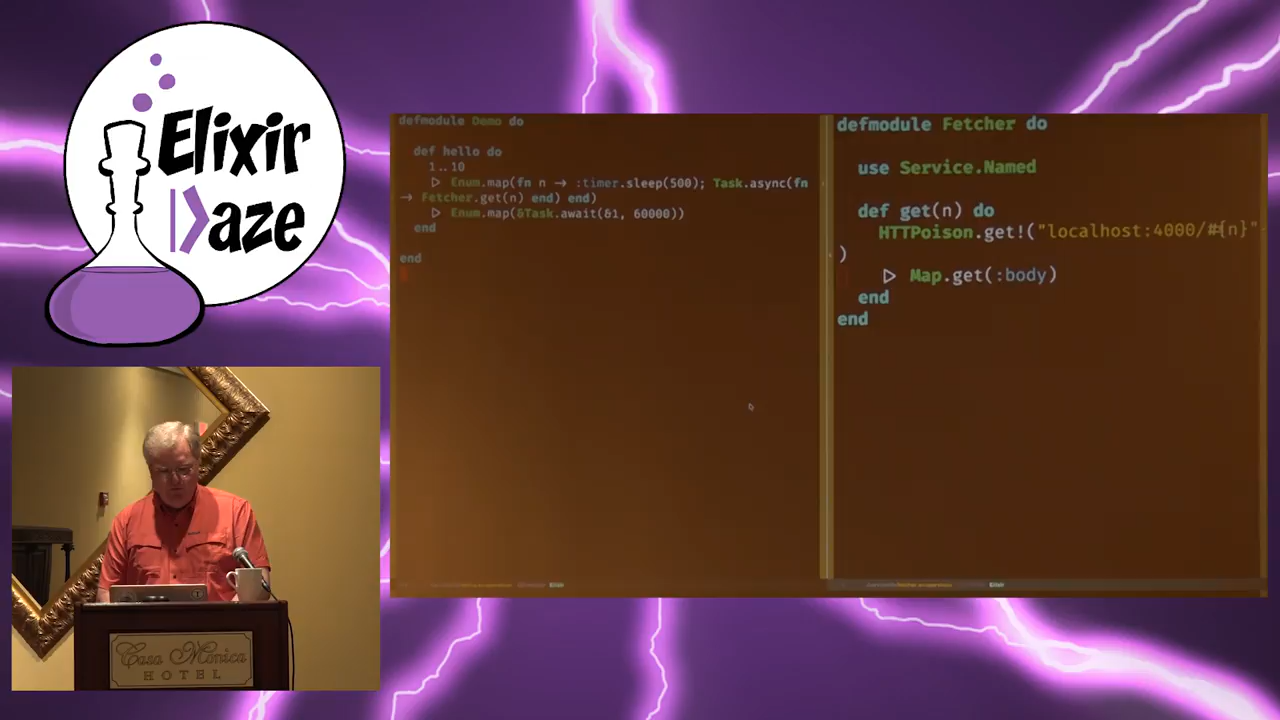 Elixir
Daze
defmodule Demo do
def hello do
1..10
▷ Enum.map(fn n → :timer.sleep(500); Task.async(fn
→ Fetcher.get(n) end) end)
▷ Enum.map(&Task.await(&1, 60000))
end
end
defmodule Fetcher do
use Service.Named
def get(n) do
HTTPoison.get!("localhost:4000/#{n}"
)
▷ Map.get(:body)
end
end
Casa Monica
HOTEL